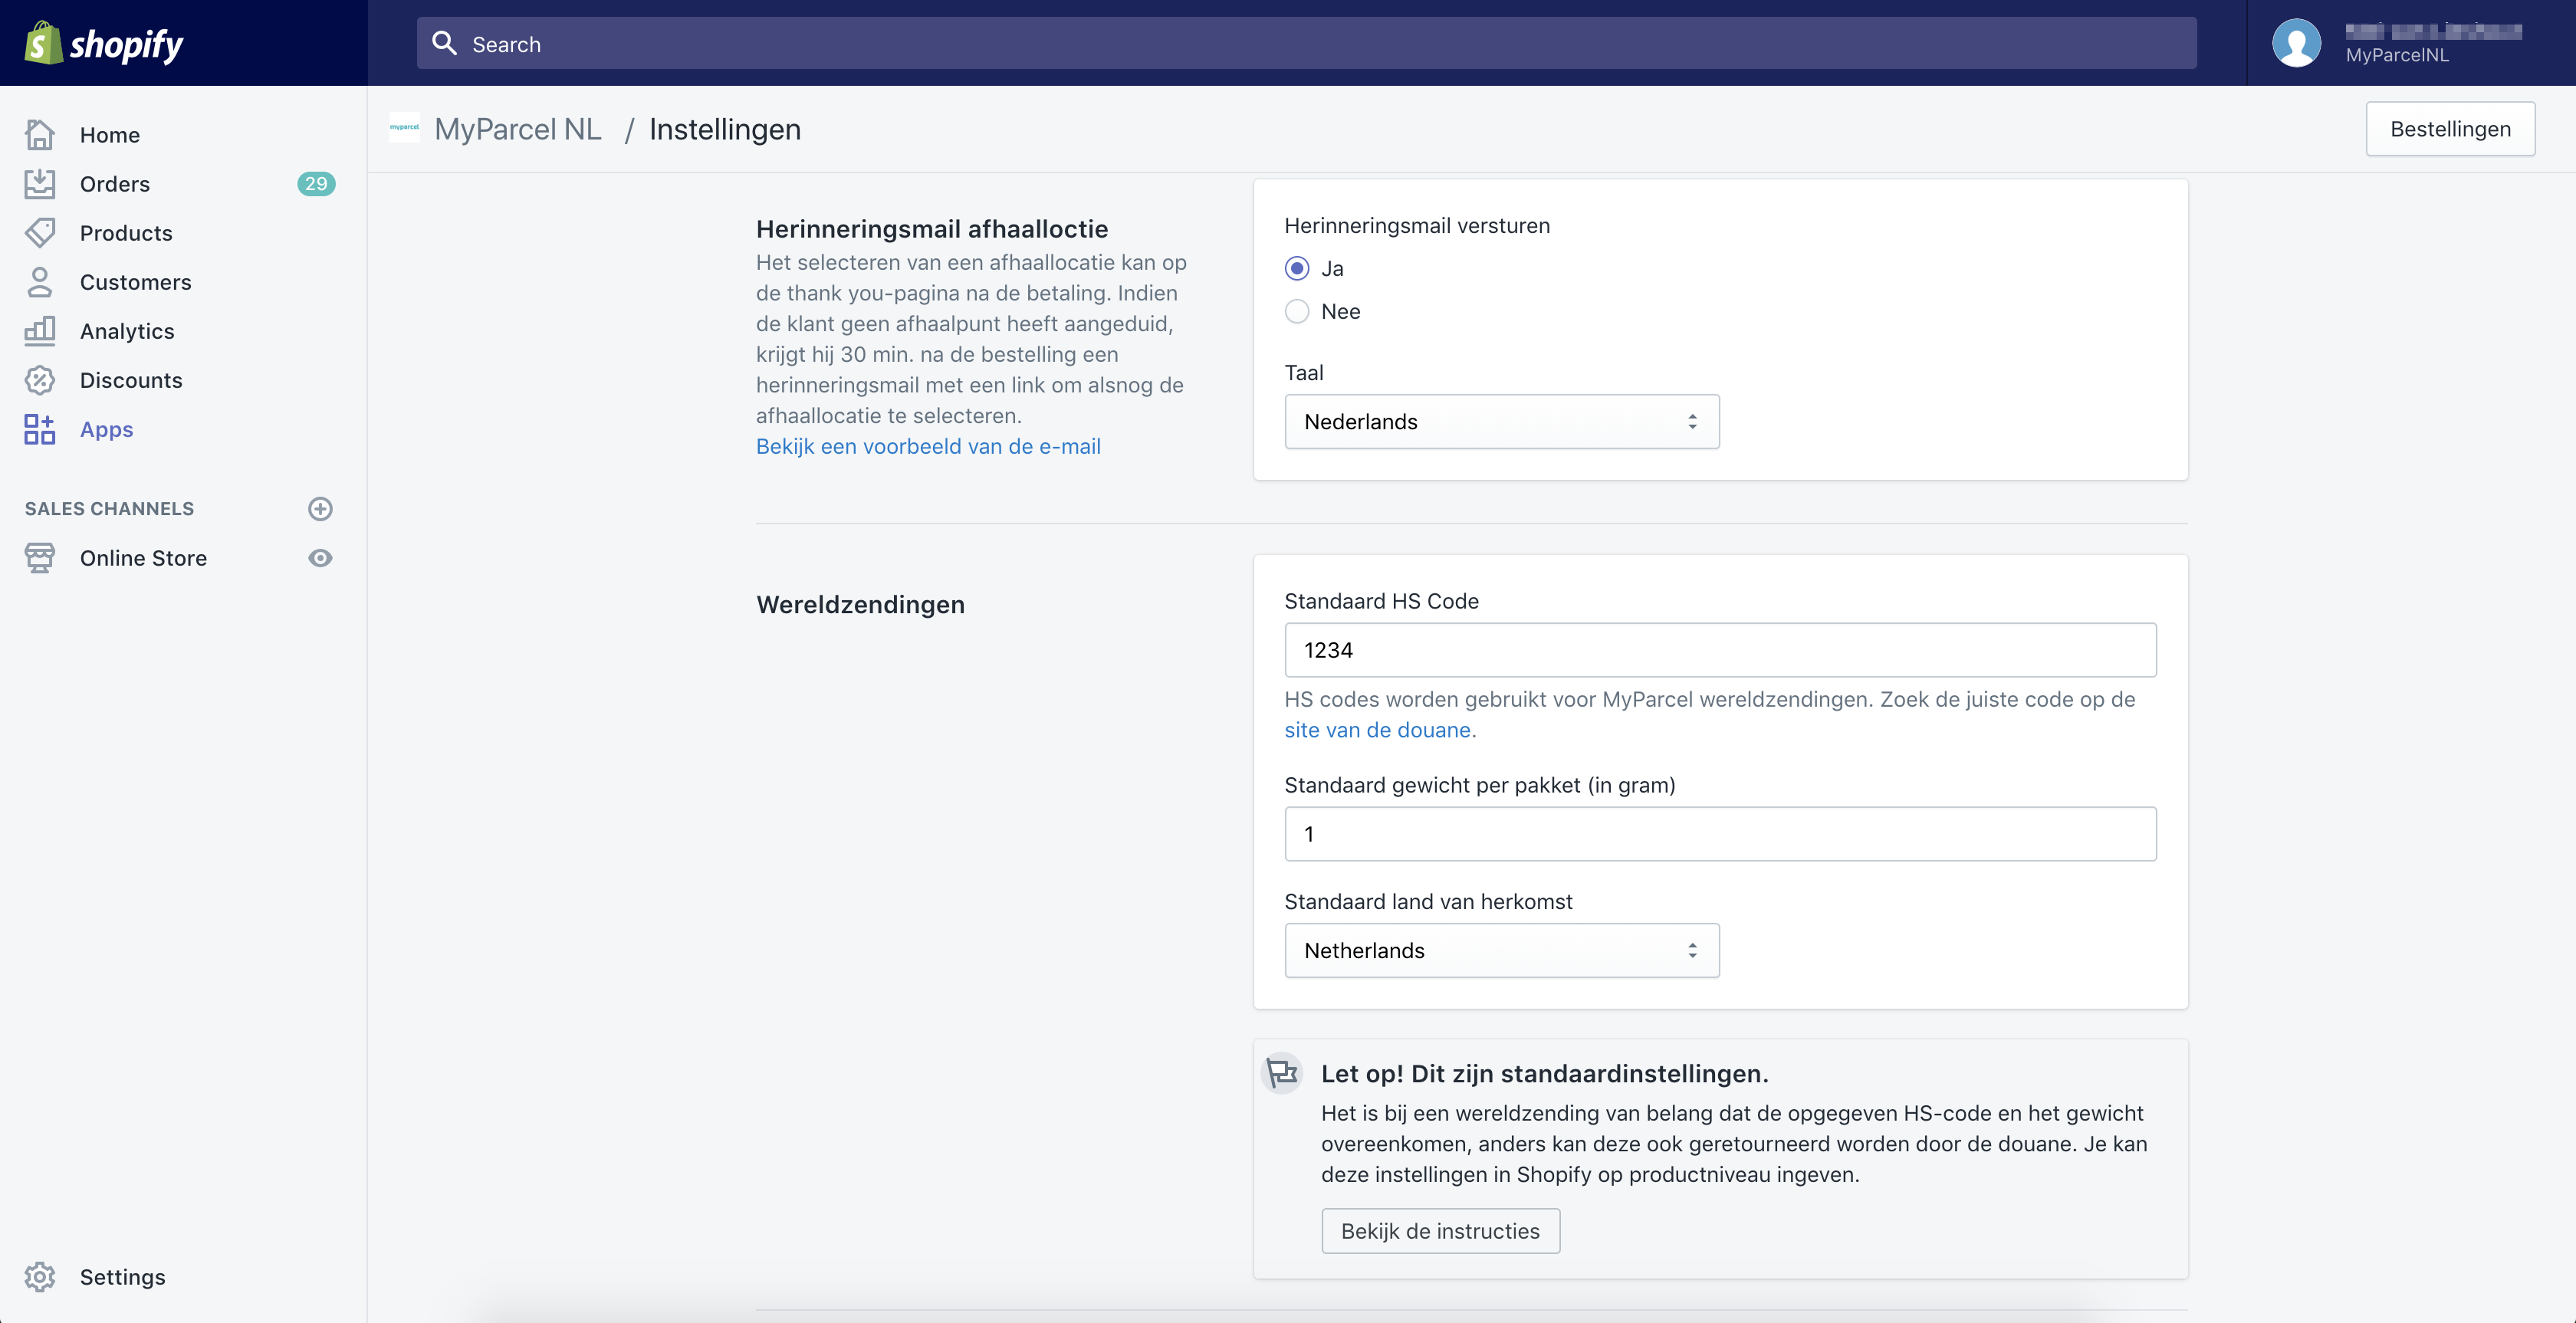 shopify
Search
MyParcelNL
Home
Orders
29
Products
Customers
Analytics
Discounts
Apps
SALES CHANNELS
Online Store
Settings
myparcel
MyParcel NL / Instellingen
Bestellingen
Herinneringsmail afhaalloctie
Het selecteren van een afhaallocatie kan op
de thank you-pagina na de betaling. Indien
de klant geen afhaalpunt heeft aangeduid,
krijgt hij 30 min. na de bestelling een
herinneringsmail met een link om alsnog de
afhaallocatie te selecteren.
Bekijk een voorbeeld van de e-mail
Herinneringsmail versturen
Ja
Nee
Taal
Nederlands
Wereldzendingen
Standaard HS Code
1234
HS codes worden gebruikt voor MyParcel wereldzendingen. Zoek de juiste code op de
site van de douane.
Standaard gewicht per pakket (in gram)
1
Standaard land van herkomst
Netherlands
Let op! Dit zijn standaardinstellingen.
Het is bij een wereldzending van belang dat de opgegeven HS-code en het gewicht
overeenkomen, anders kan deze ook geretourneerd worden door de douane. Je kan
deze instellingen in Shopify op productniveau ingeven.
Bekijk de instructies